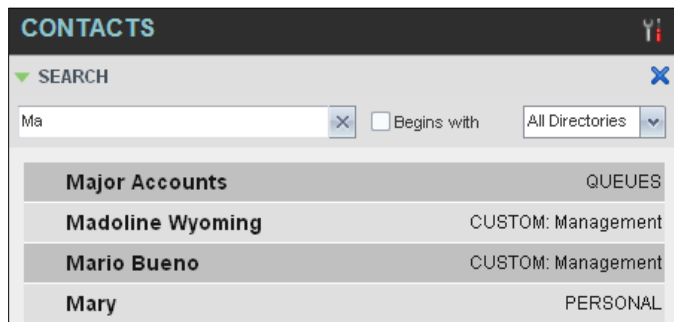 CONTACTS
SEARCH
Ma Begins with All Directories
Major Accounts QUEUES
Madoline Wyoming CUSTOM: Management
Mario Bueno CUSTOM: Management
Mary PERSONAL